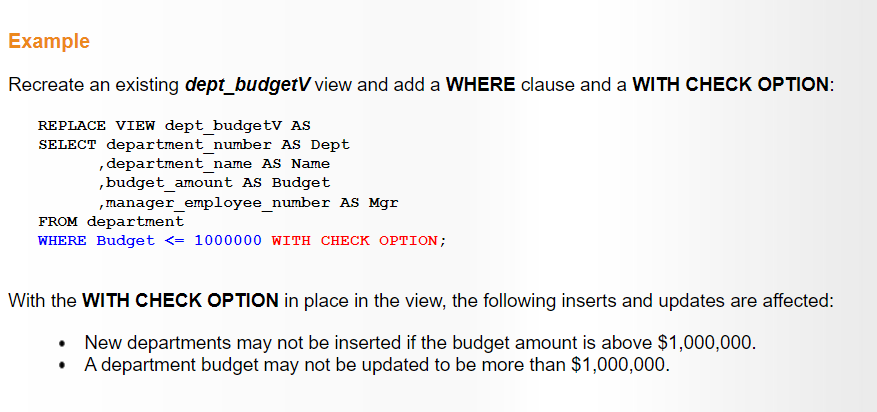 Example
Recreate an existing dept_budgetV view and add a WHERE clause and a WITH CHECK OPTION:
REPLACE VIEW dept_budgetV AS
SELECT department_number AS Dept
,department_name AS Name
,budget_amount AS Budget
,manager_employee_number AS Mgr
FROM department
WHERE Budget <= 1000000 WITH CHECK OPTION;
With the WITH CHECK OPTION in place in the view, the following inserts and updates are affected:
• New departments may not be inserted if the budget amount is above $1,000,000.
• A department budget may not be updated to be more than $1,000,000.